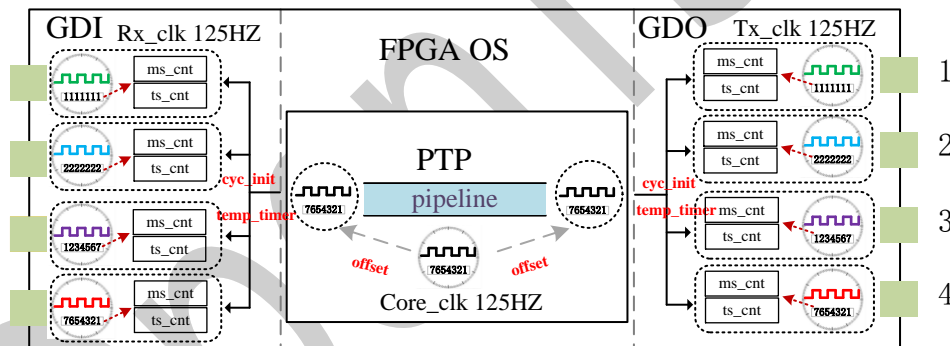 GDI
Rx_clk 125HZ
1111111
ms_cnt
ts_cnt
2222222
ms_cnt
ts_cnt
1234567
ms_cnt
ts_cnt
7654321
ms_cnt
ts_cnt
cyc_init
temp_timer
FPGA OS
PTP
7654321
pipeline
7654321
offset
7654321
offset
Core_clk 125HZ
GDO
Tx_clk 125HZ
cyc_init
temp_timer
ms_cnt
ts_cnt
1111111
1
ms_cnt
ts_cnt
2222222
2
ms_cnt
ts_cnt
1234567
3
ms_cnt
ts_cnt
7654321
4